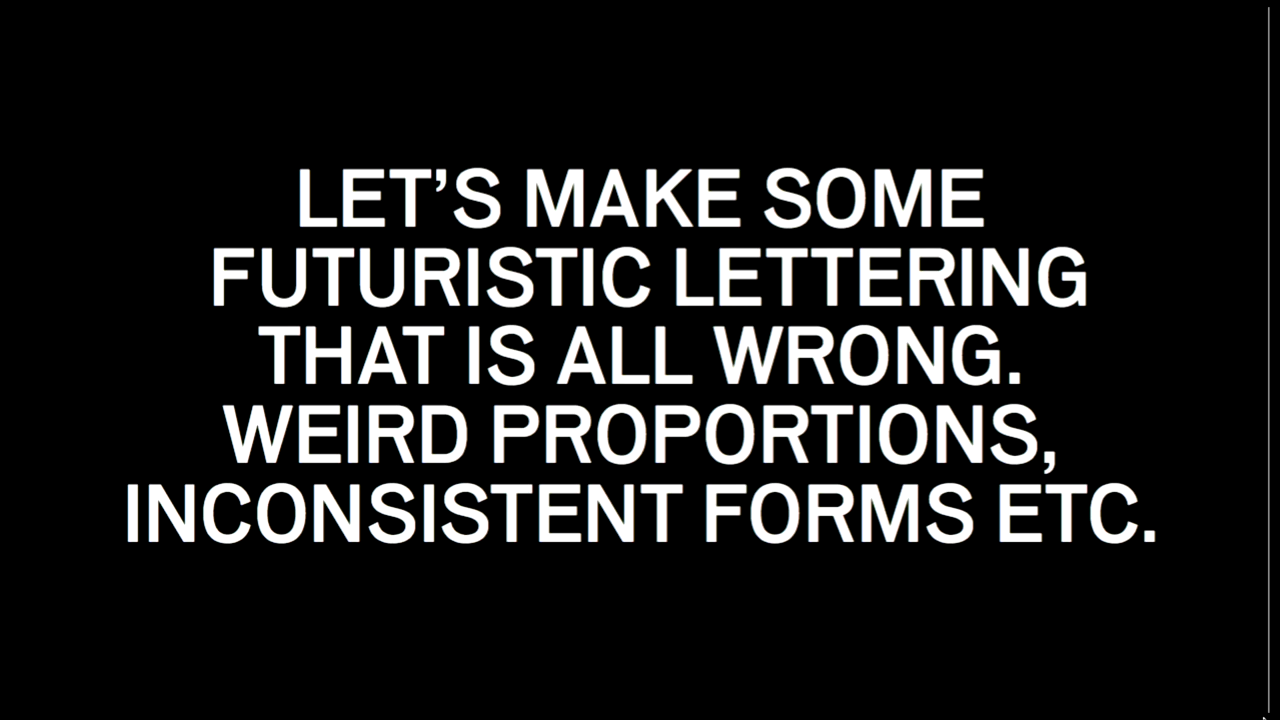 LET’S MAKE SOME
FUTURISTIC LETTERING
THAT IS ALL WRONG.
WEIRD PROPORTIONS,
INCONSISTENT FORMS ETC.